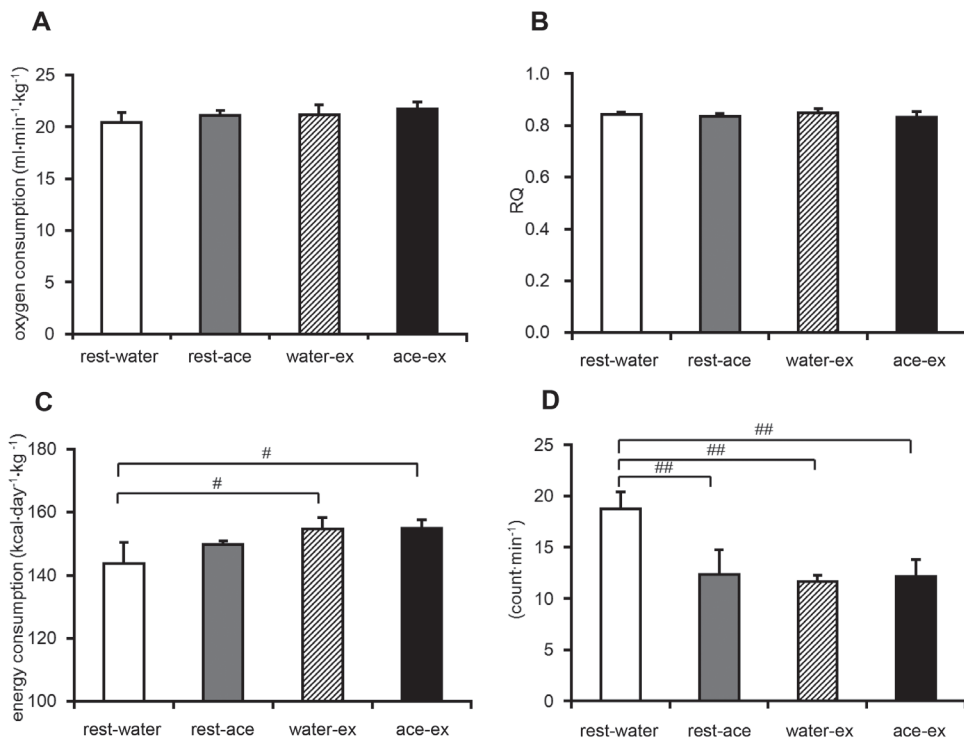 A
oxygen consumption (ml·min⁻¹·kg⁻¹)
25
20
15
10
5
0
rest-water rest-ace water-ex ace-ex
B
RQ
1.0
0.8
0.6
0.4
0.2
0.0
rest-water rest-ace water-ex ace-ex
C
energy consumption (kcal·day⁻¹·kg⁻¹)
180
160
140
120
100
#
#
rest-water rest-ace water-ex ace-ex
D
(count·min⁻¹)
25
20
15
10
5
0
##
##
##
rest-water rest-ace water-ex ace-ex